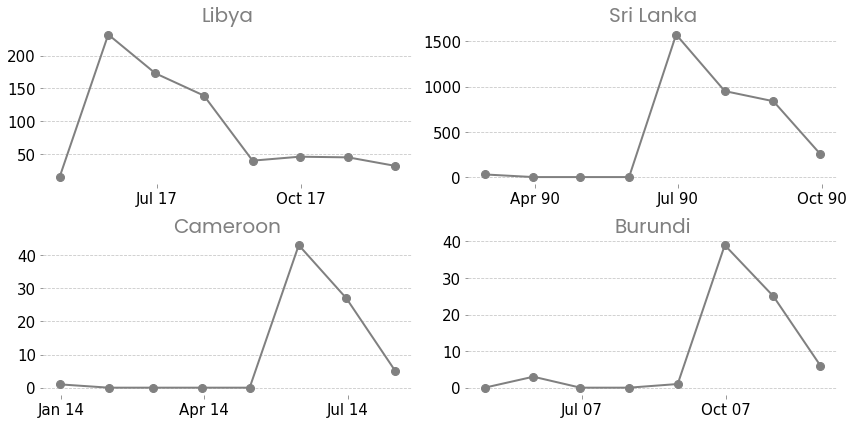 Libya
200
150
100
50
Jul 17 Oct 17
Sri Lanka
1500
1000
500
0
Apr 90 Jul 90 Oct 90
Cameroon
40
30
20
10
0
Jan 14 Apr 14 Jul 14
Burundi
40
30
20
10
0
Jul 07 Oct 07